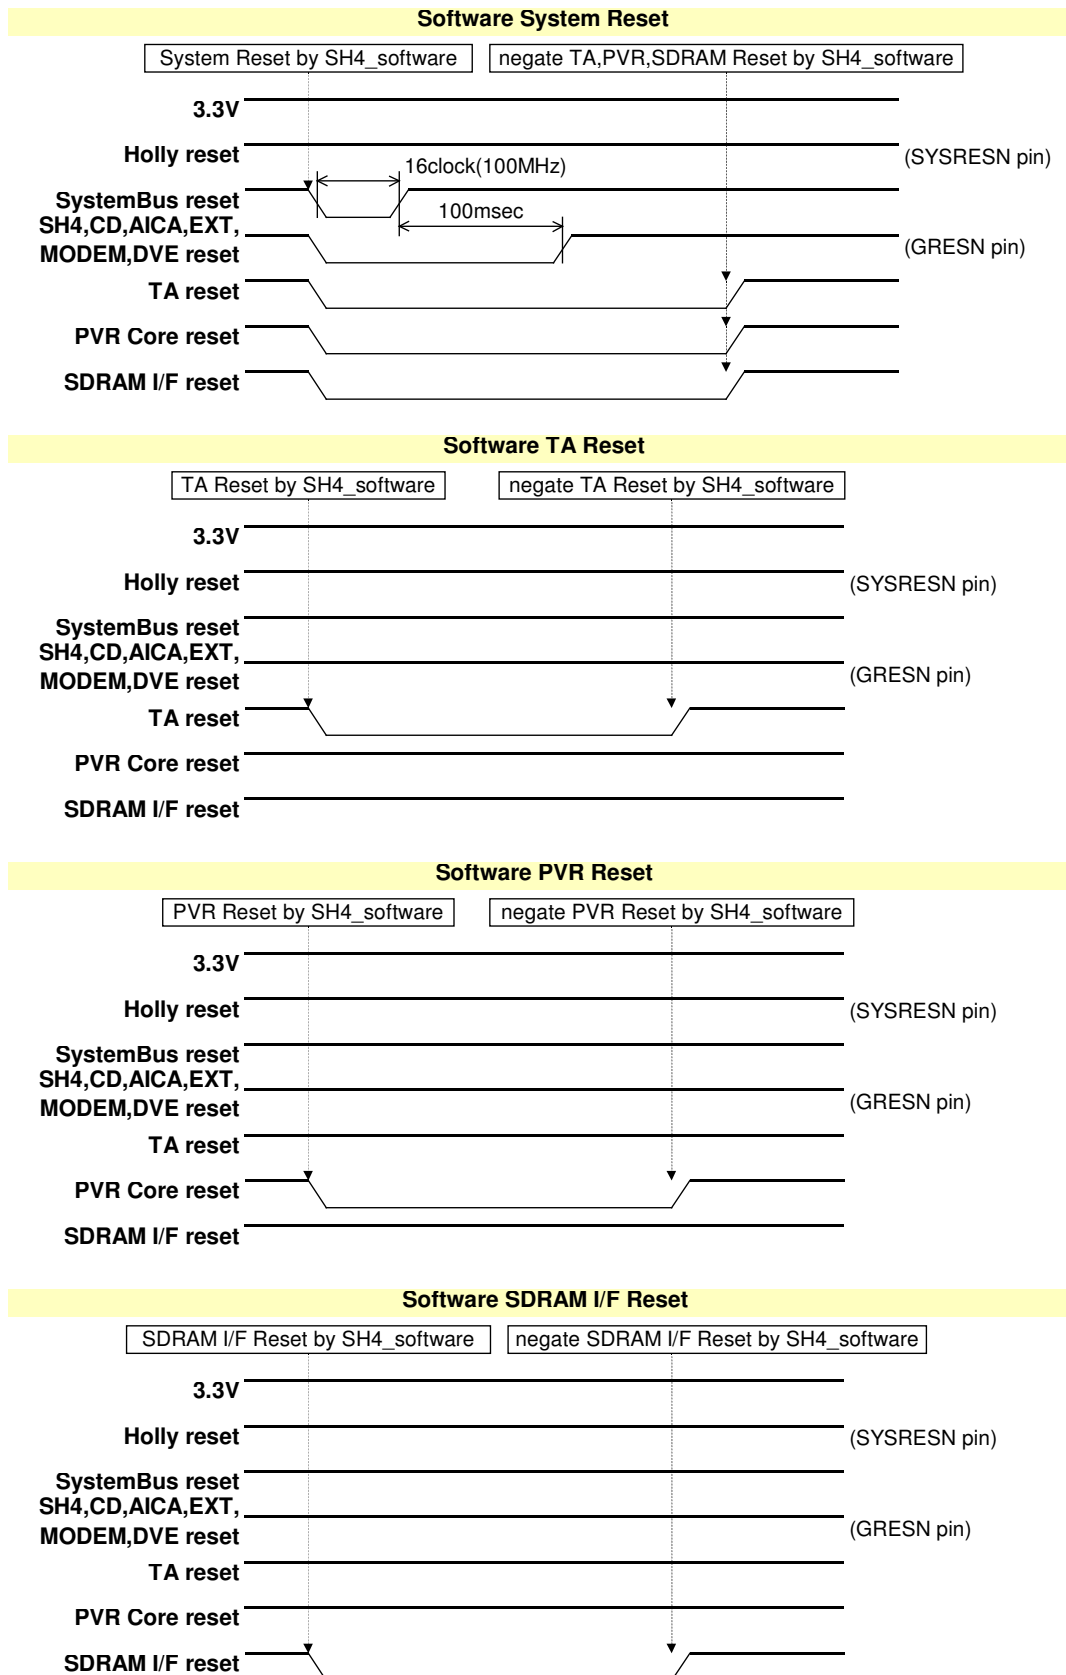 Software System Reset
System Reset by SH4_software negate TA,PVR,SDRAM Reset by SH4_software
3.3V
Holly reset (SYSRESN pin)
16clock(100MHz)
SystemBus reset
100msec
SH4,CD,AICA,EXT,
MODEM,DVE reset (GRESN pin)
TA reset
PVR Core reset
SDRAM I/F reset
Software TA Reset
TA Reset by SH4_software negate TA Reset by SH4_software
3.3V
Holly reset (SYSRESN pin)
SystemBus reset
SH4,CD,AICA,EXT,
MODEM,DVE reset (GRESN pin)
TA reset
PVR Core reset
SDRAM I/F reset
Software PVR Reset
PVR Reset by SH4_software negate PVR Reset by SH4_software
3.3V
Holly reset (SYSRESN pin)
SystemBus reset
SH4,CD,AICA,EXT,
MODEM,DVE reset (GRESN pin)
TA reset
PVR Core reset
SDRAM I/F reset
Software SDRAM I/F Reset
SDRAM I/F Reset by SH4_software negate SDRAM I/F Reset by SH4_software
3.3V
Holly reset (SYSRESN pin)
SystemBus reset
SH4,CD,AICA,EXT,
MODEM,DVE reset (GRESN pin)
TA reset
PVR Core reset
SDRAM I/F reset